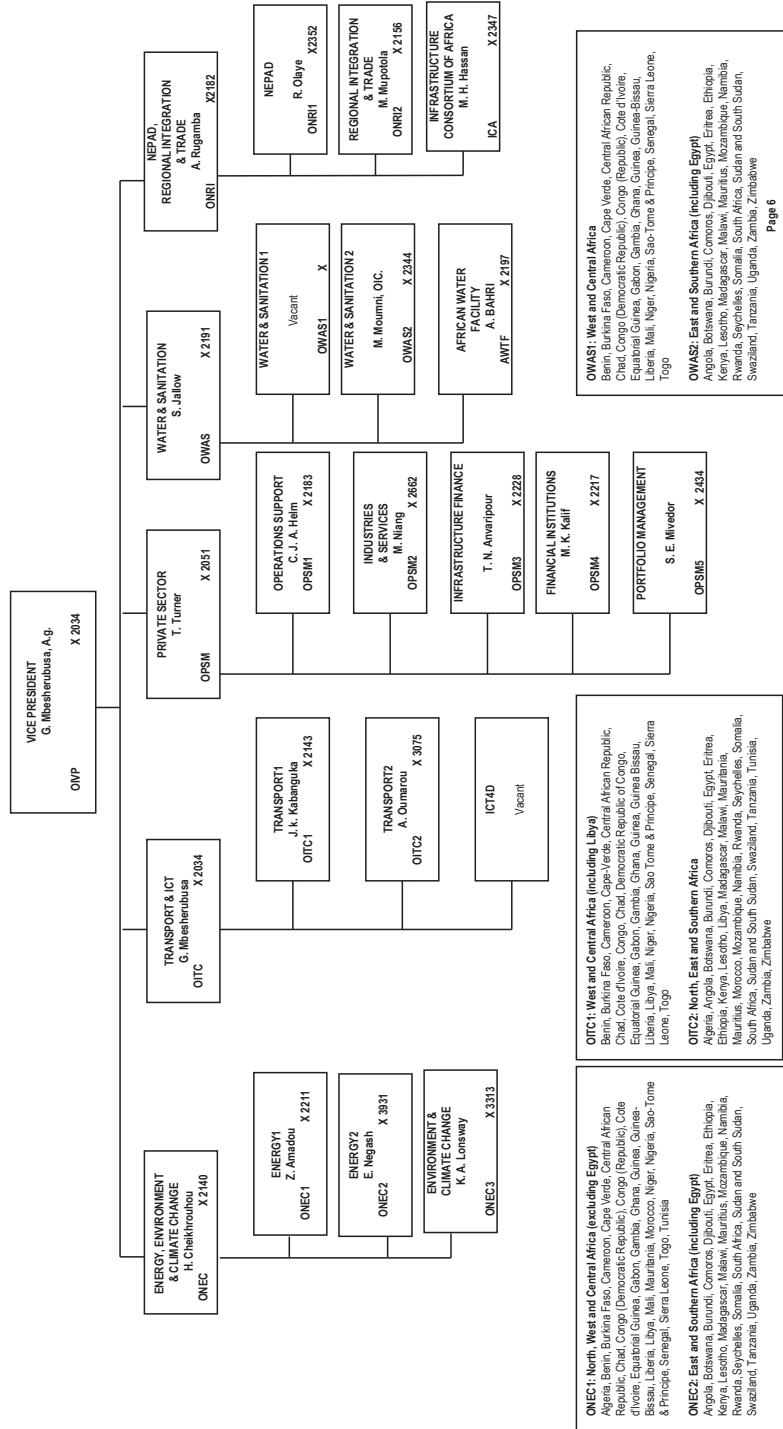 VICE PRESIDENT
G. Mbesherubusa, A.g.
OIVP X 2034
ENERGY, ENVIRONMENT
& CLIMATE CHANGE
H. Cheikhrouhou
ONEC X 2140
ENERGY1
Z. Amadou
ONEC1 X 2211
ENERGY2
E. Negash
ONEC2 X 3931
ENVIRONMENT &
CLIMATE CHANGE
K. A. Lonsway
ONEC3 X 3313
TRANSPORT & ICT
G. Mbesherubusa
OITC X 2034
TRANSPORT1
J. k. Kabanguka
OITC1 X 2143
TRANSPORT2
A. Oumarou
OITC2 X 3075
ICT4D
Vacant
PRIVATE SECTOR
T. Turner
OPSM X 2051
OPERATIONS SUPPORT
C. J. A. Helm
OPSM1 X 2183
INDUSTRIES
& SERVICES
M. Niang
OPSM2 X 2662
INFRASTRUCTURE FINANCE
T. N. Anvaripour
OPSM3 X 2228
FINANCIAL INSTITUTIONS
M. K. Kalif
OPSM4 X 2217
PORTFOLIO MANAGEMENT
S. E. Mivedor
OPSM5 X 2434
WATER & SANITATION
S. Jallow
OWAS X 2191
WATER & SANITATION 1
Vacant
OWAS1 X
WATER & SANITATION 2
M. Moumni, OIC.
OWAS2 X 2344
AFRICAN WATER
FACILITY
A. BAHRI
AWTF X 2197
NEPAD,
REGIONAL INTEGRATION
& TRADE
A. Rugamba
ONRI X2182
NEPAD
R. Olaye
ONRI1 X2352
REGIONAL INTEGRATION
& TRADE
M. Mupotola
ONRI2 X 2156
INFRASTRUCTURE
CONSORTIUM OF AFRICA
M. H. Hassan
ICA X 2347
ONEC1: North, West and Central Africa (excluding Egypt)
Algeria, Benin, Burkina Faso, Cameroon, Cape Verde, Central African
Republic, Chad, Congo (Democratic Republic), Congo (Republic), Cote
d'Ivoire, Equatorial Guinea, Gabon, Gambia, Ghana, Guinea, Guinea-
Bissau, Liberia, Libya, Mali, Mauritania, Morocco, Niger, Nigeria, Sao-Tome
& Principe, Senegal, Sierra Leone, Togo, Tunisia
ONEC2: East and Southern Africa (including Egypt)
Angola, Botswana, Burundi, Comoros, Djibouti, Egypt, Eritrea, Ethiopia,
Kenya, Lesotho, Madagascar, Malawi, Mauritius, Mozambique, Namibia,
Rwanda, Seychelles, Somalia, South Africa, Sudan and South Sudan,
Swaziland, Tanzania, Uganda, Zambia, Zimbabwe
OITC1: West and Central Africa (including Libya)
Benin, Burkina Faso, Cameroon, Cape-Verde, Central African Republic,
Chad, Cote d'Ivoire, Congo, Chad, Democratic Republic of Congo,
Equatorial Guinea, Gabon, Gambia, Ghana, Guinea, Guinea Bissau,
Liberia, Libya, Mali, Niger, Nigeria, Sao Tome & Principe, Senegal, Sierra
Leone, Togo
OITC2: North, East and Southern Africa
Algeria, Angola, Botswana, Burundi, Comoros, Djibouti, Egypt, Eritrea,
Ethiopia, Kenya, Lesotho, Libya, Madagascar, Malawi, Mauritania,
Mauritius, Morocco, Mozambique, Namibia, Rwanda, Seychelles, Somalia,
South Africa, Sudan and South Sudan, Swaziland, Tanzania, Tunisia,
Uganda, Zambia, Zimbabwe
OWAS1: West and Central Africa
Benin, Burkina Faso, Cameroon, Cape Verde, Central African Republic,
Chad, Congo (Democratic Republic), Congo (Republic), Cote d'Ivoire,
Equatorial Guinea, Gabon, Gambia, Ghana, Guinea, Guinea-Bissau,
Liberia, Mali, Niger, Nigeria, Sao-Tome & Principe, Senegal, Sierra Leone,
Togo
OWAS2: East and Southern Africa (including Egypt)
Angola, Botswana, Burundi, Comoros, Djibouti, Egypt, Eritrea, Ethiopia,
Kenya, Lesotho, Madagascar, Malawi, Mauritius, Mozambique, Namibia,
Rwanda, Seychelles, Somalia, South Africa, Sudan and South Sudan,
Swaziland, Tanzania, Uganda, Zambia, Zimbabwe
Page 6